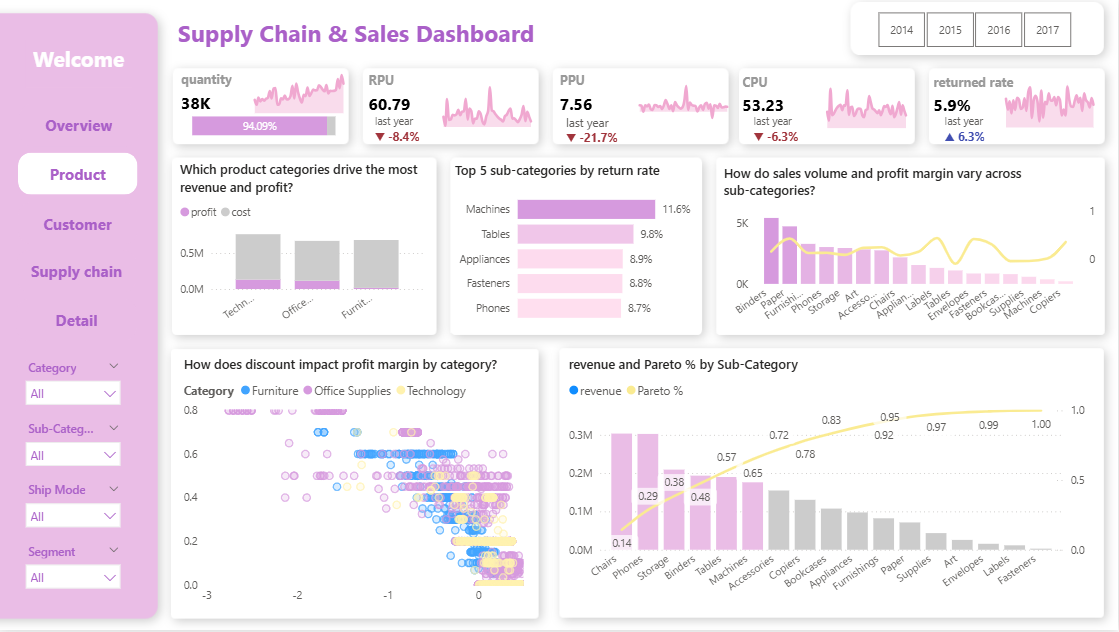 Welcome
Overview
Product
Customer
Supply chain
Detail
Category
All
Sub-Categ...
All
Ship Mode
All
Segment
All
Supply Chain & Sales Dashboard
2014 2015 2016 2017
quantity
38K
94.09%
RPU
60.79
last year
▼ -8.4%
PPU
7.56
last year
▼ -21.7%
CPU
53.23
last year
▼ -6.3%
returned rate
5.9%
last year
▲ 6.3%
Which product categories drive the most
revenue and profit?
profit cost
0.5M
0.0M
Techn... Office... Furnit...
Top 5 sub-categories by return rate
Machines 11.6%
Tables 9.8%
Appliances 8.9%
Fasteners 8.8%
Phones 8.7%
How do sales volume and profit margin vary across
sub-categories?
5K 1
0
0K
Binders Paper Furnishi... Phones Storage Art Accesso... Chairs Applian... Labels Tables Envelopes Fasteners Bookcas... Supplies Machines Copiers
How does discount impact profit margin by category?
Category Furniture Office Supplies Technology
0.8
0.6
0.4
0.2
0.0
-3 -2 -1 0
revenue and Pareto % by Sub-Category
revenue Pareto %
0.3M
0.2M
0.1M
0.0M
0.14 0.29 0.38 0.48 0.57 0.65 0.72 0.78 0.83 0.92 0.95 0.97 0.99 1.00
1.0
0.5
0.0
Chairs Phones Storage Binders Tables Machines Accessories Copiers Bookcases Appliances Furnishings Paper Supplies Art Envelopes Labels Fasteners